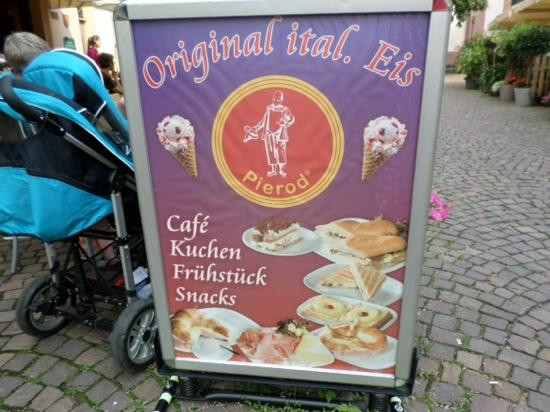 Original ital. Eis
Pierod®
Café
Kuchen
Frühstück
Snacks